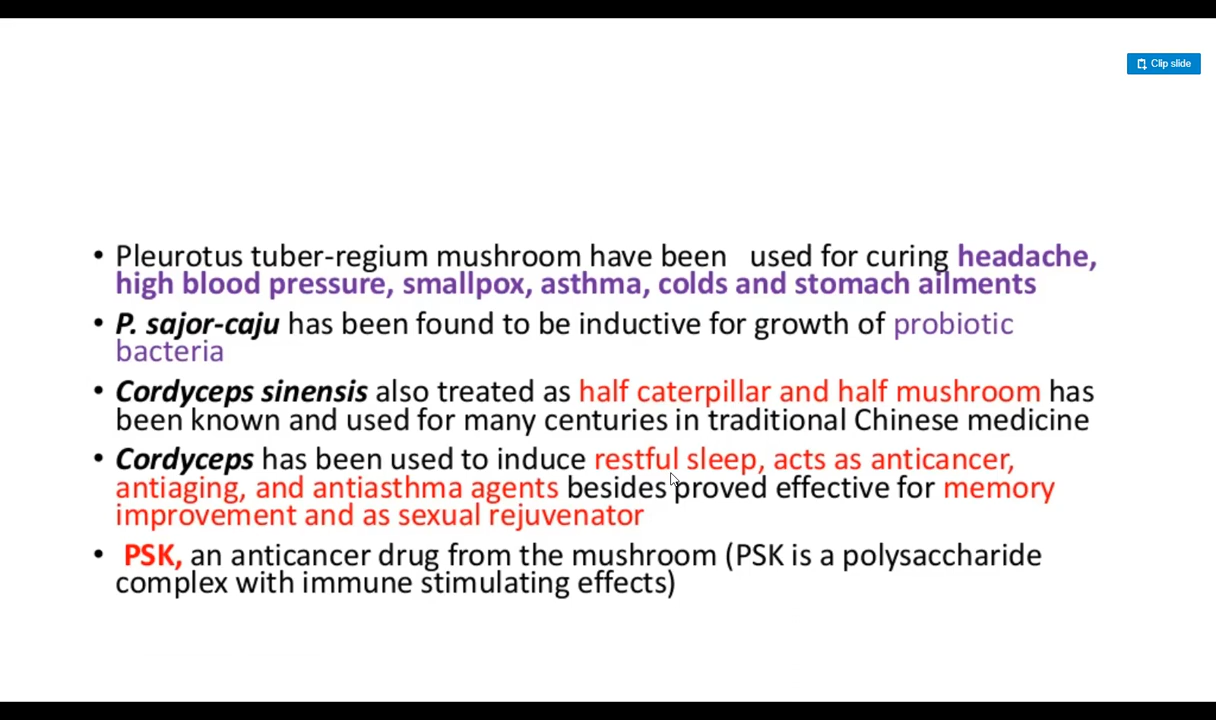 Clip slide
• Pleurotus tuber-regium mushroom have been used for curing headache,
high blood pressure, smallpox, asthma, colds and stomach ailments
• P. sajor-caju has been found to be inductive for growth of probiotic
bacteria
• Cordyceps sinensis also treated as half caterpillar and half mushroom has
been known and used for many centuries in traditional Chinese medicine
• Cordyceps has been used to induce restful sleep, acts as anticancer,
antiaging, and antiasthma agents besides proved effective for memory
improvement and as sexual rejuvenator
• PSK, an anticancer drug from the mushroom (PSK is a polysaccharide
complex with immune stimulating effects)